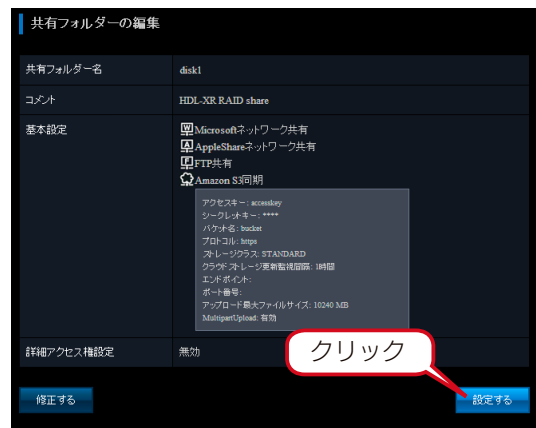 共有フォルダーの編集
共有フォルダー名 disk1
コメント HDL-XR RAID share
基本設定 Microsoftネットワーク共有
AppleShareネットワーク共有
FTP共有
Amazon S3同期
アクセスキー: accesskey
シークレットキー: ****
バケット名: bucket
プロトコル: https
ストレージクラス: STANDARD
クラウドストレージ更新監視間隔: 1時間
エンドポイント:
ポート番号:
アップロード最大ファイルサイズ: 10240 MB
MultipartUpload: 有効
詳細アクセス権設定 無効
クリック
修正する 設定する